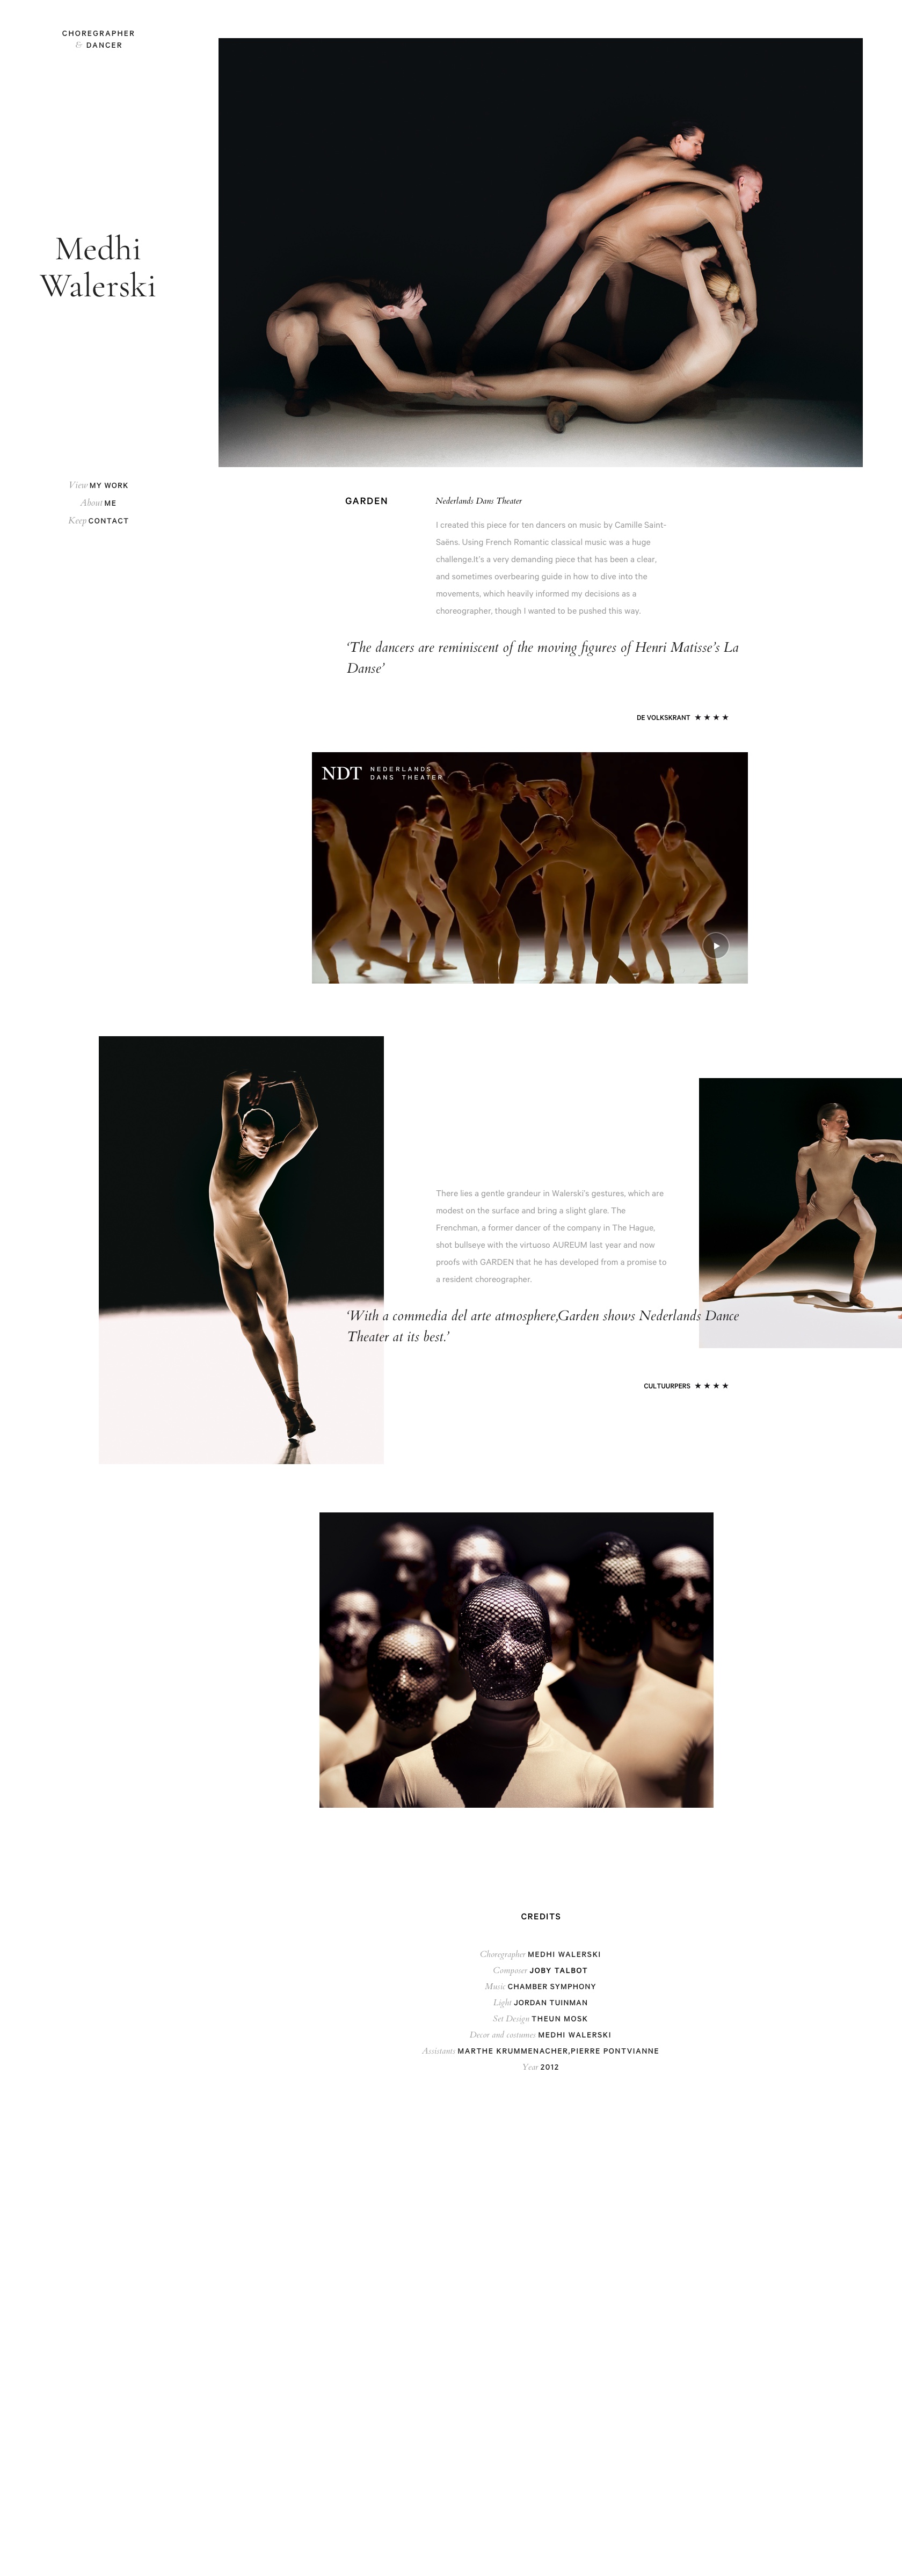 CHOREGRAPHER
& DANCER
Medhi
Walerski
View MY WORK
About ME
Keep CONTACT
GARDEN
Nederlands Dans Theater
I created this piece for ten dancers on music by Camille Saint-
Saëns. Using French Romantic classical music was a huge
challenge.It's a very demanding piece that has been a clear,
and sometimes overbearing guide in how to dive into the
movements, which heavily informed my decisions as a
choreographer, though I wanted to be pushed this way.
‘The dancers are reminiscent of the moving figures of Henri Matisse’s La
Danse’
DE VOLKSKRANT ★ ★ ★ ★
NDT NEDERLANDS
DANS THEATER
There lies a gentle grandeur in Walerski's gestures, which are
modest on the surface and bring a slight glare. The
Frenchman, a former dancer of the company in The Hague,
shot bullseye with the virtuoso AUREUM last year and now
proofs with GARDEN that he has developed from a promise to
a resident choreographer.
‘With a commedia del arte atmosphere,Garden shows Nederlands Dance
Theater at its best.’
CULTUURPERS ★ ★ ★ ★
CREDITS
Choregrapher MEDHI WALERSKI
Composer JOBY TALBOT
Music CHAMBER SYMPHONY
Light JORDAN TUINMAN
Set Design THEUN MOSK
Decor and costumes MEDHI WALERSKI
Assistants MARTHE KRUMMENACHER,PIERRE PONTVIANNE
Year 2012